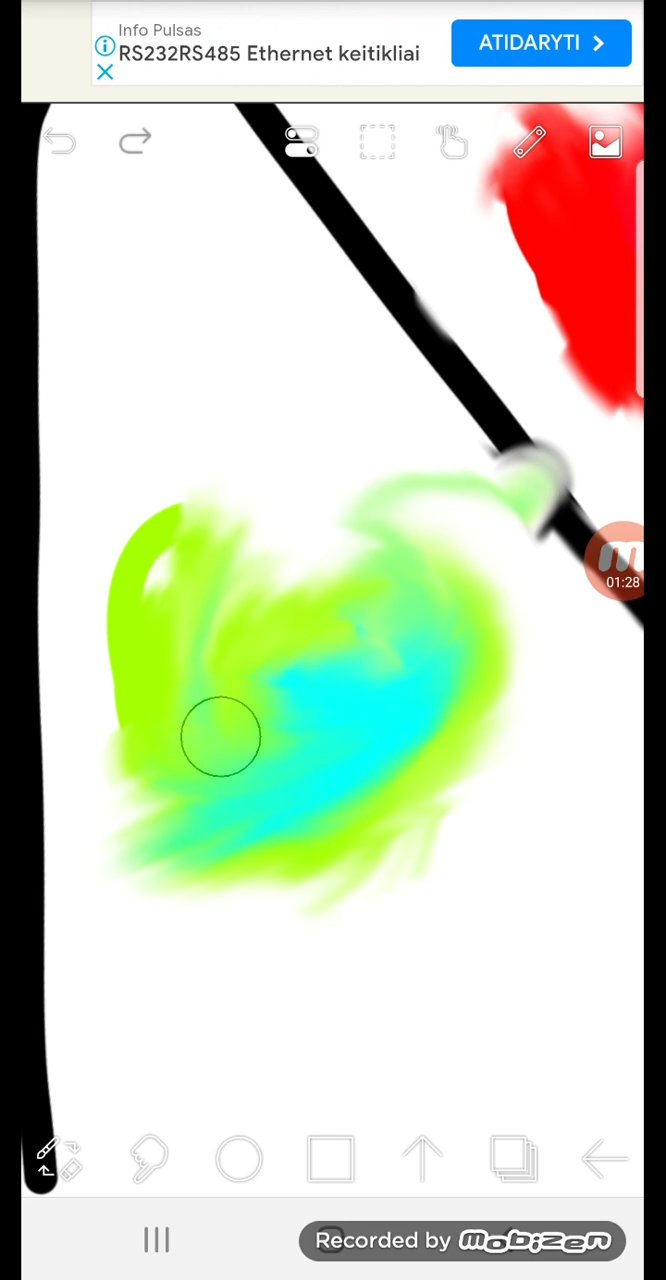 Info Pulsas
RS232RS485 Ethernet keitikliai
ATIDARYTI
01:28
Recorded by mobizen